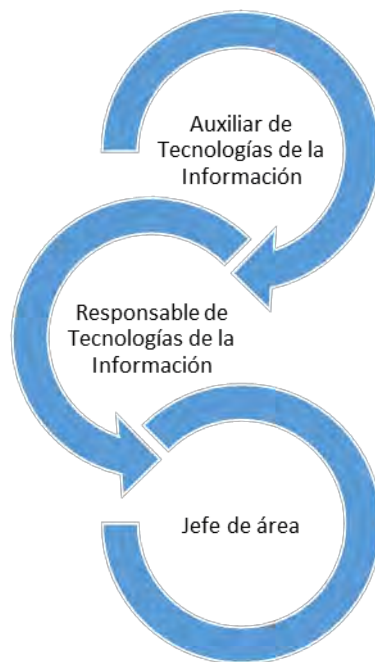 Auxiliar de
Tecnologías de la
Información
Responsable de
Tecnologías de la
Información
Jefe de área